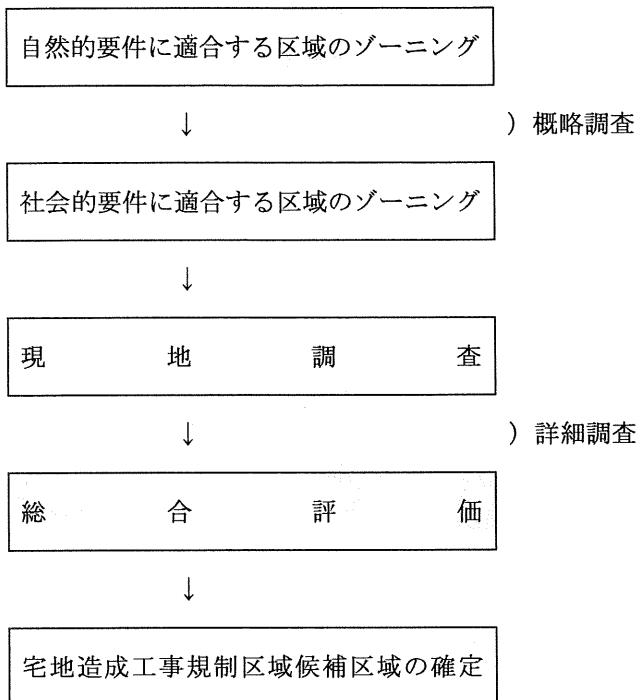 自然的要件に適合する区域のゾーニング
↓ ) 概略調査
社会的要件に適合する区域のゾーニング
↓
現地調査
↓ ) 詳細調査
総合評価
↓
宅地造成工事規制区域候補区域の確定